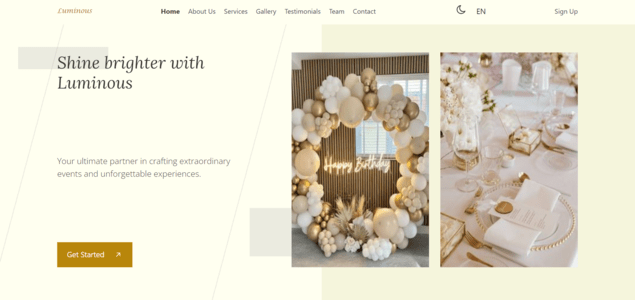 Luminous
Home About Us Services Gallery Testimonials Team Contact
EN
Sign Up
Shine brighter with
Luminous
Your ultimate partner in crafting extraordinary
events and unforgettable experiences.
Get Started
Happy Birthday